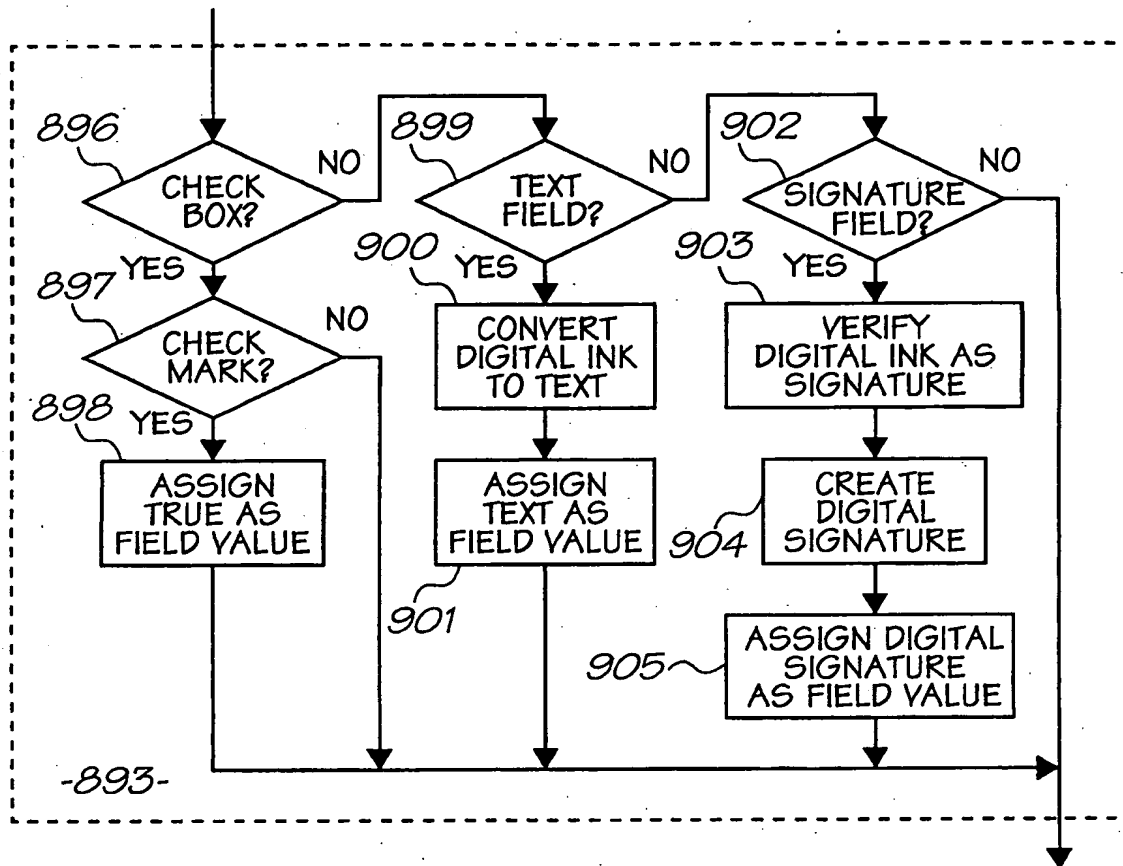 896
CHECK
BOX?
NO
YES
897
CHECK
MARK?
NO
YES
898
ASSIGN
TRUE AS
FIELD VALUE
899
TEXT
FIELD?
NO
YES
900
CONVERT
DIGITAL INK
TO TEXT
ASSIGN
TEXT AS
FIELD VALUE
901
902
SIGNATURE
FIELD?
NO
YES
903
VERIFY
DIGITAL INK AS
SIGNATURE
CREATE
DIGITAL
SIGNATURE
904
ASSIGN DIGITAL
SIGNATURE
AS FIELD VALUE
905
-893-